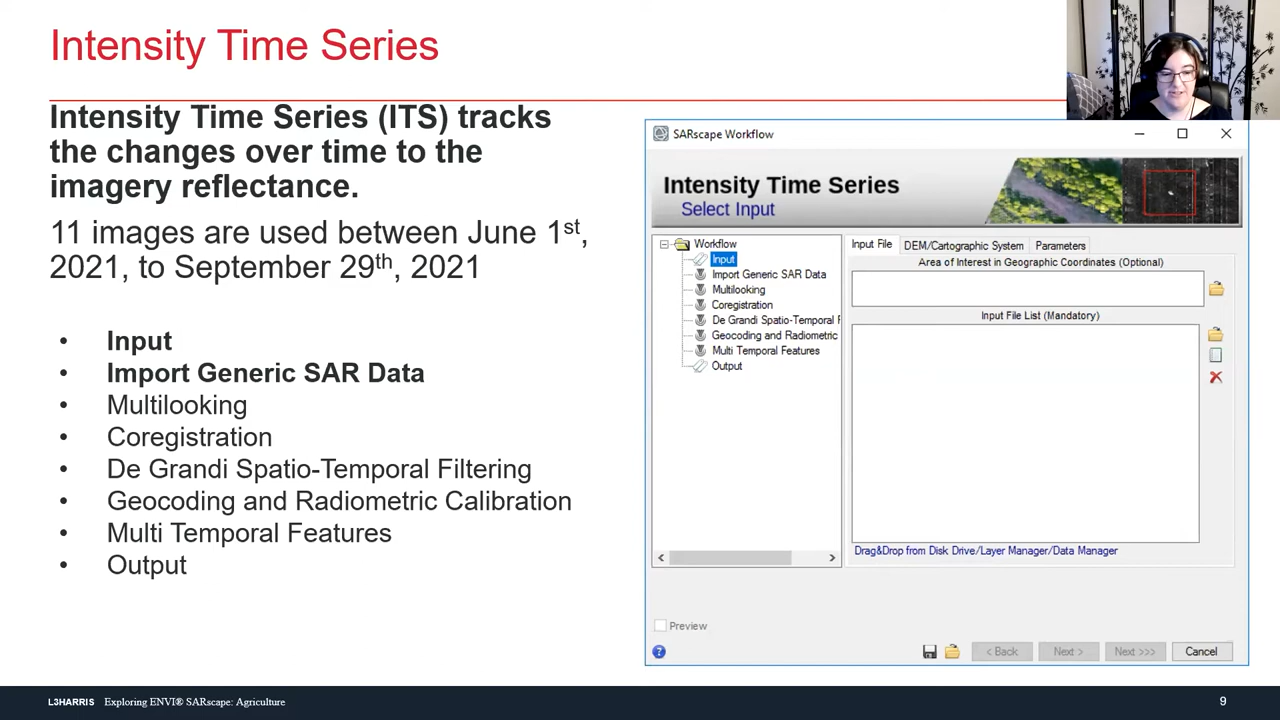 Intensity Time Series
Intensity Time Series (ITS) tracks
the changes over time to the
imagery reflectance.
11 images are used between June 1st,
2021, to September 29th, 2021
• Input
• Import Generic SAR Data
• Multilooking
• Coregistration
• De Grandi Spatio-Temporal Filtering
• Geocoding and Radiometric Calibration
• Multi Temporal Features
• Output
SARscape Workflow
Intensity Time Series
Select Input
Workflow
Input
Import Generic SAR Data
Multilooking
Coregistration
De Grandi Spatio-Temporal F
Geocoding and Radiometric
Multi Temporal Features
Output
Input File DEM/Cartographic System Parameters
Area of Interest in Geographic Coordinates (Optional)
Input File List (Mandatory)
Drag&Drop from Disk Drive/Layer Manager/Data Manager
Preview
< Back Next > Next >>> Cancel
L3HARRIS Exploring ENVI® SARscape: Agriculture 9